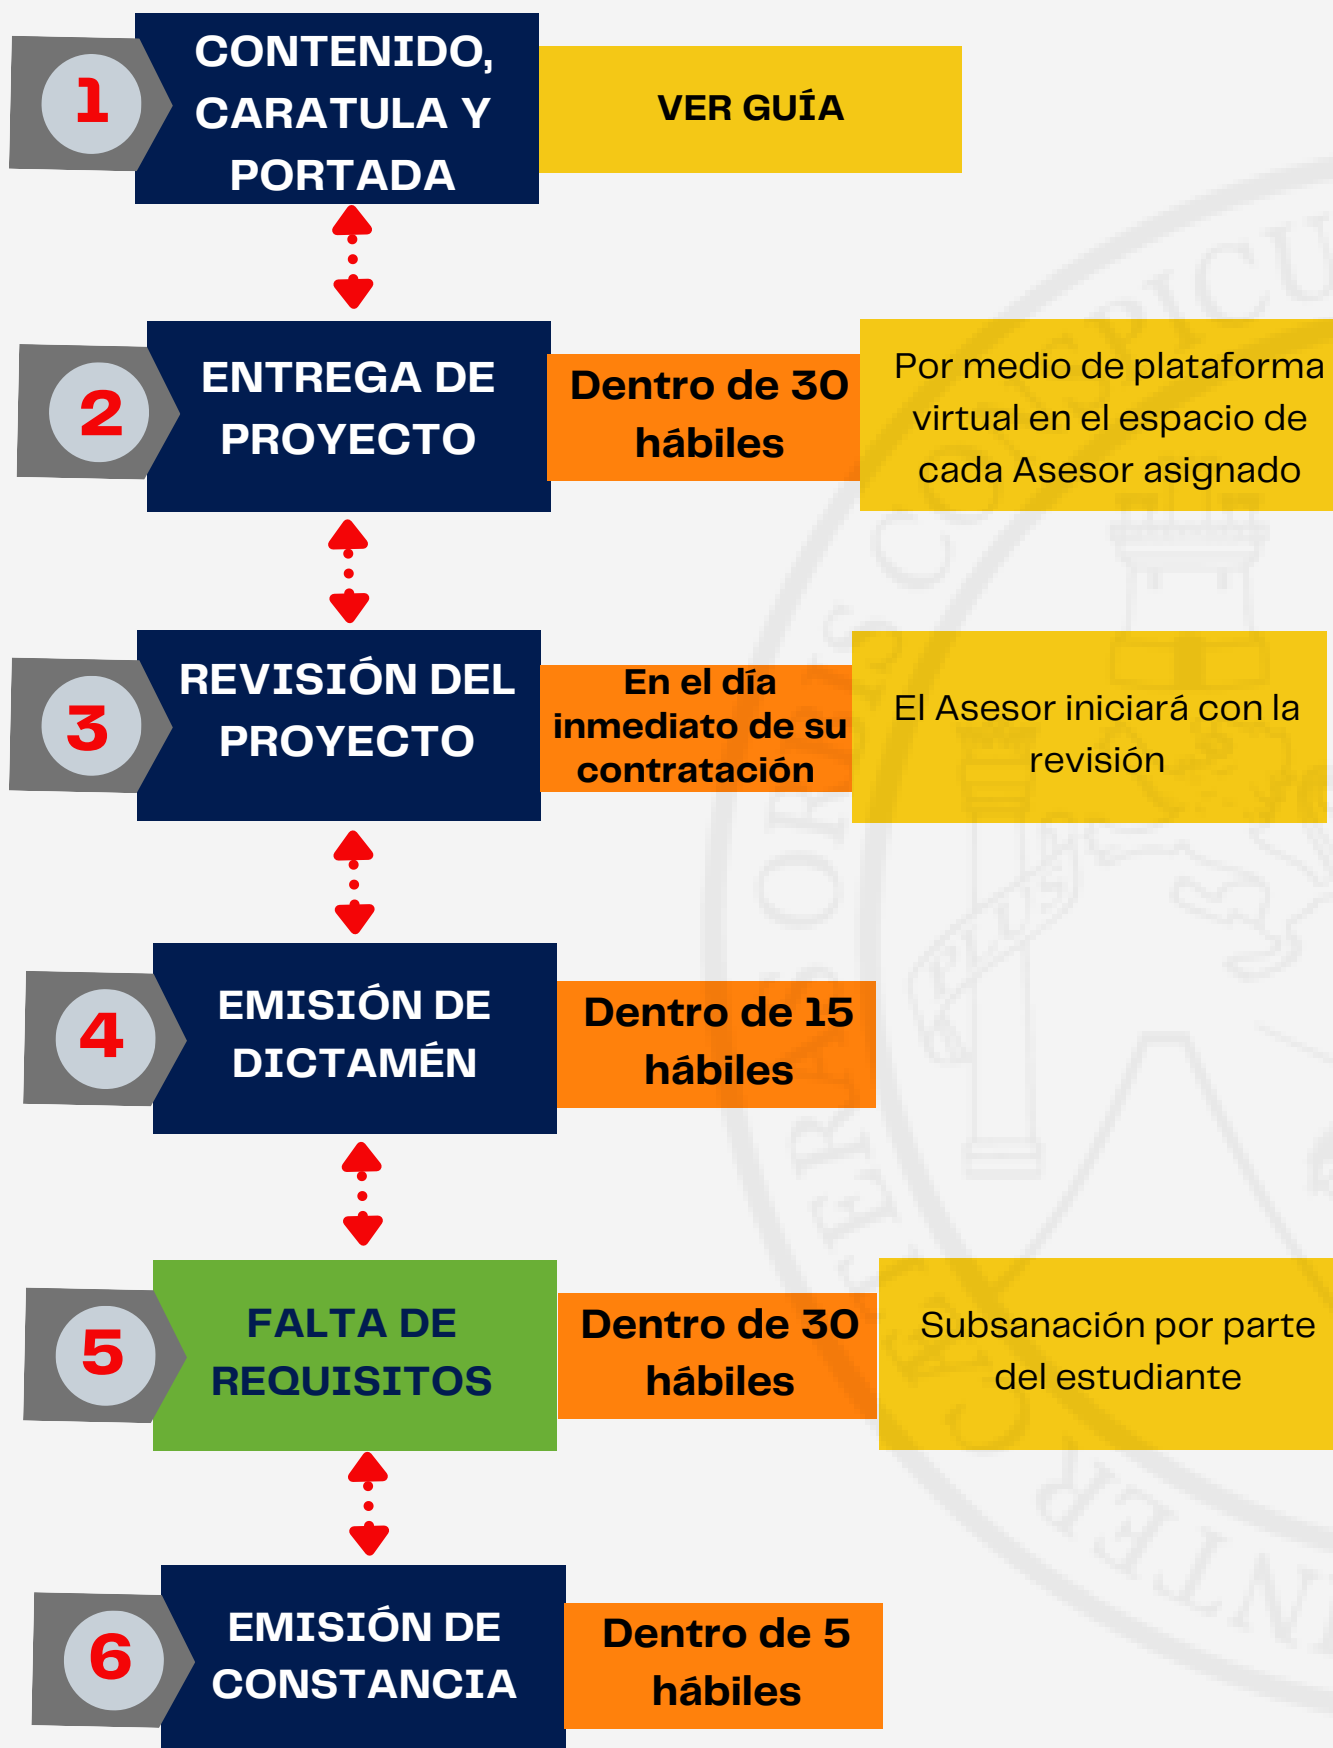 1
CONTENIDO,
CARATULA Y
PORTADA
VER GUÍA
2
ENTREGA DE
PROYECTO
Dentro de 30
hábiles
Por medio de plataforma
virtual en el espacio de
cada Asesor asignado
3
REVISIÓN DEL
PROYECTO
En el día
inmediato de su
contratación
El Asesor iniciará con la
revisión
4
EMISIÓN DE
DICTAMÉN
Dentro de 15
hábiles
5
FALTA DE
REQUISITOS
Dentro de 30
hábiles
Subsanación por parte
del estudiante
6
EMISIÓN DE
CONSTANCIA
Dentro de 5
hábiles
PLUS